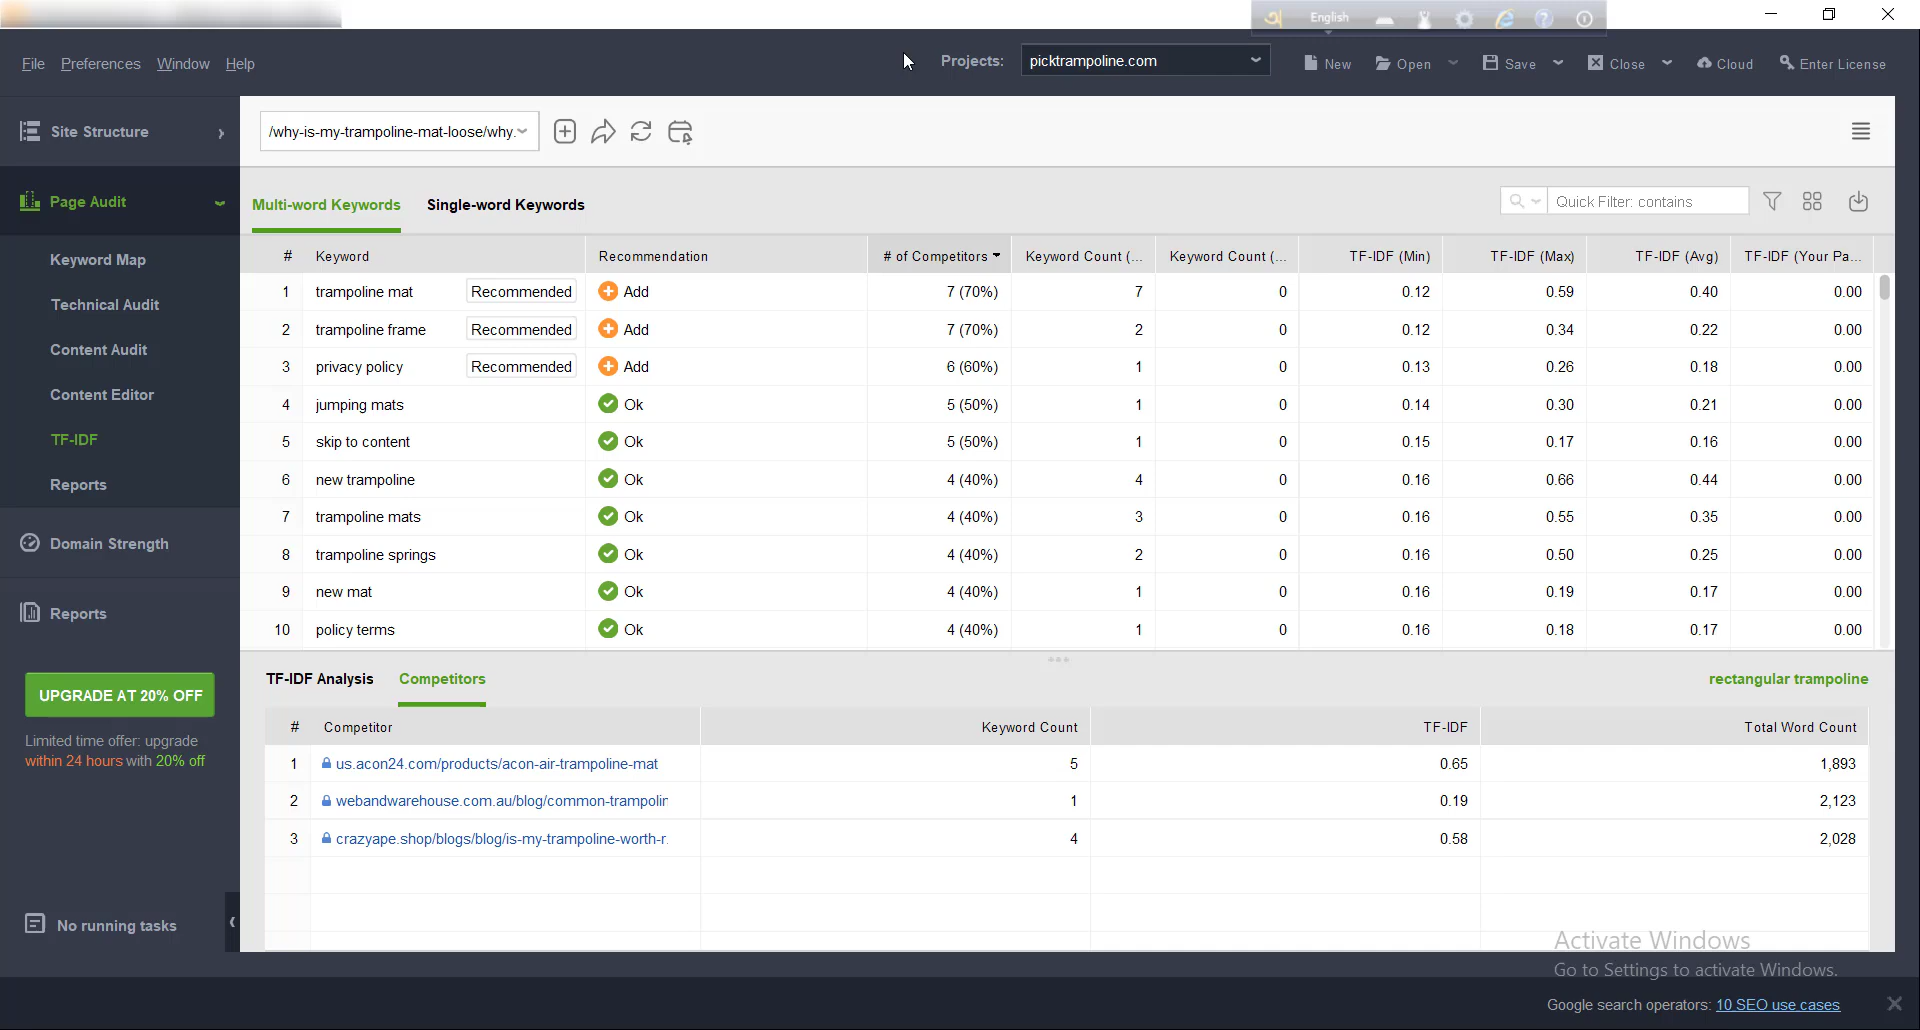 English
File Preferences Window Help
Projects: picktrampoline.com New Open Save Close Cloud Enter License
Site Structure
/why-is-my-trampoline-mat-loose/why.
Page Audit
Multi-word Keywords Single-word Keywords
Quick Filter: contains
Keyword Map
Technical Audit
Content Audit
Content Editor
TF-IDF
Reports
Domain Strength
Reports
# Keyword Recommendation # of Competitors Keyword Count (... Keyword Count (... TF-IDF (Min) TF-IDF (Max) TF-IDF (Avg) TF-IDF (Your Pa...
1 trampoline mat Recommended Add 7 (70%) 7 0 0.12 0.59 0.40 0.00
2 trampoline frame Recommended Add 7 (70%) 2 0 0.12 0.34 0.22 0.00
3 privacy policy Recommended Add 6 (60%) 1 0 0.13 0.26 0.18 0.00
4 jumping mats Ok 5 (50%) 1 0 0.14 0.30 0.21 0.00
5 skip to content Ok 5 (50%) 1 0 0.15 0.17 0.16 0.00
6 new trampoline Ok 4 (40%) 4 0 0.16 0.66 0.44 0.00
7 trampoline mats Ok 4 (40%) 3 0 0.16 0.55 0.35 0.00
8 trampoline springs Ok 4 (40%) 2 0 0.16 0.50 0.25 0.00
9 new mat Ok 4 (40%) 1 0 0.16 0.19 0.17 0.00
10 policy terms Ok 4 (40%) 1 0 0.16 0.18 0.17 0.00
UPGRADE AT 20% OFF
Limited time offer: upgrade
within 24 hours with 20% off
No running tasks
TF-IDF Analysis Competitors rectangular trampoline
# Competitor Keyword Count TF-IDF Total Word Count
1 us.acon24.com/products/acon-air-trampoline-mat 5 0.65 1,893
2 webandwarehouse.com.au/blog/common-trampolin 1 0.19 2,123
3 crazyape.shop/blogs/blog/is-my-trampoline-worth-r 4 0.58 2,028
Activate Windows
Go to Settings to activate Windows.
Google search operators: 10 SEO use cases